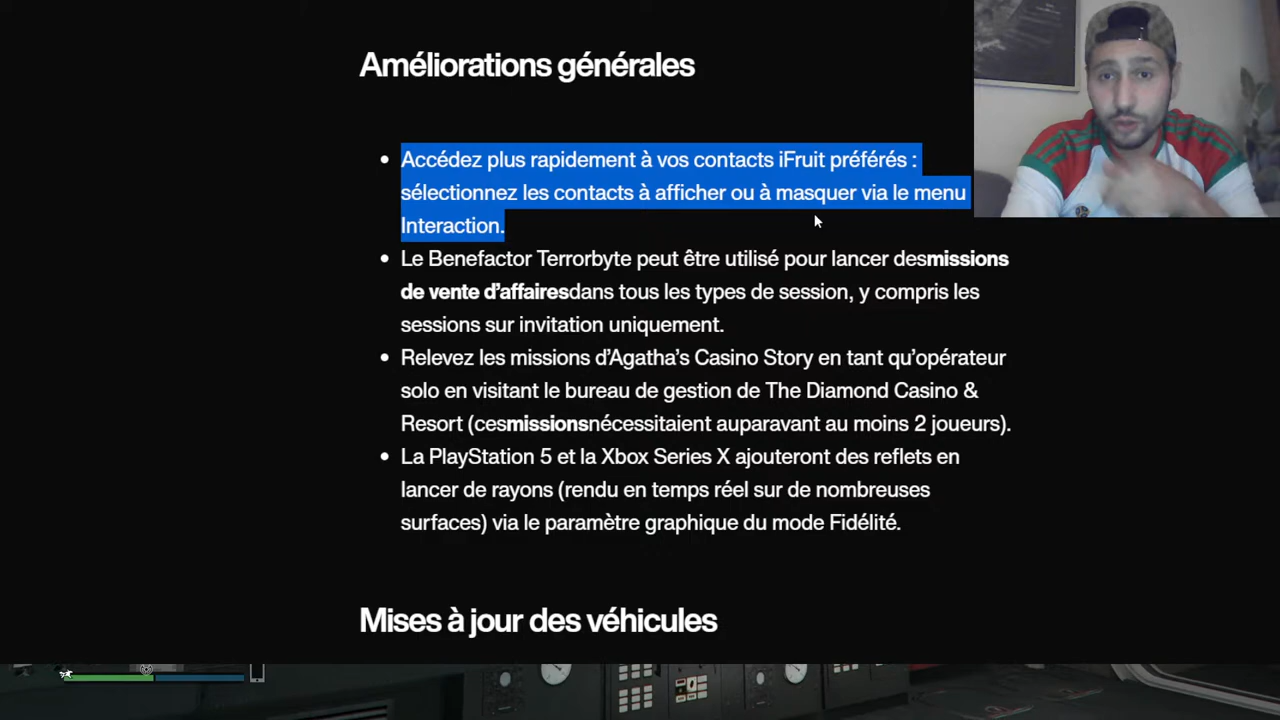 Améliorations générales
Accédez plus rapidement à vos contacts iFruit préférés :
sélectionnez les contacts à afficher ou à masquer via le menu
Interaction.
Le Benefactor Terrorbyte peut être utilisé pour lancer desmissions
de vente d’affairesdans tous les types de session, y compris les
sessions sur invitation uniquement.
Relevez les missions d’Agatha’s Casino Story en tant qu’opérateur
solo en visitant le bureau de gestion de The Diamond Casino &
Resort (cesmissionsnécessitaient auparavant au moins 2 joueurs).
La PlayStation 5 et la Xbox Series X ajouteront des reflets en
lancer de rayons (rendu en temps réel sur de nombreuses
surfaces) via le paramètre graphique du mode Fidélité.
Mises à jour des véhicules